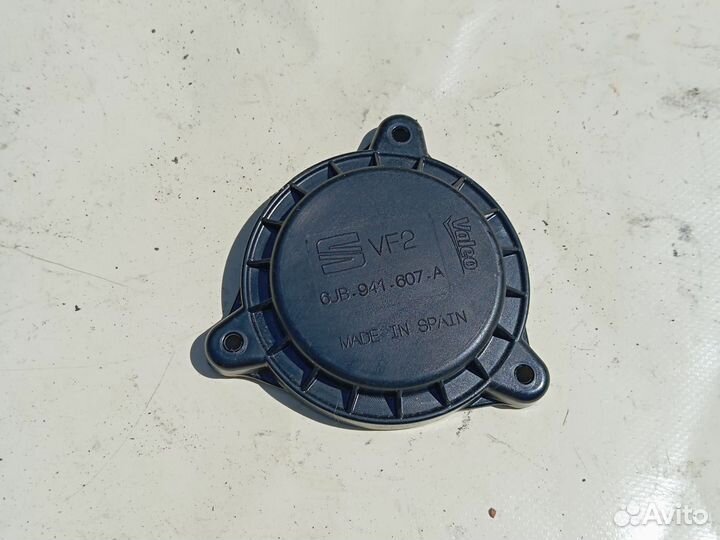 VF2
Valeo
6JB-941-607-A
MADE IN SPAIN
Avito